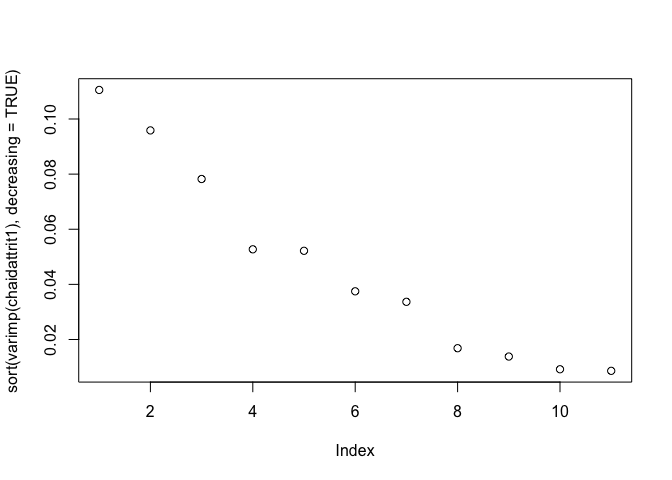 sort(varimp(chaidattrit1), decreasing = TRUE)
0.10
0.08
0.06
0.04
0.02
2 4 6 8 10
Index